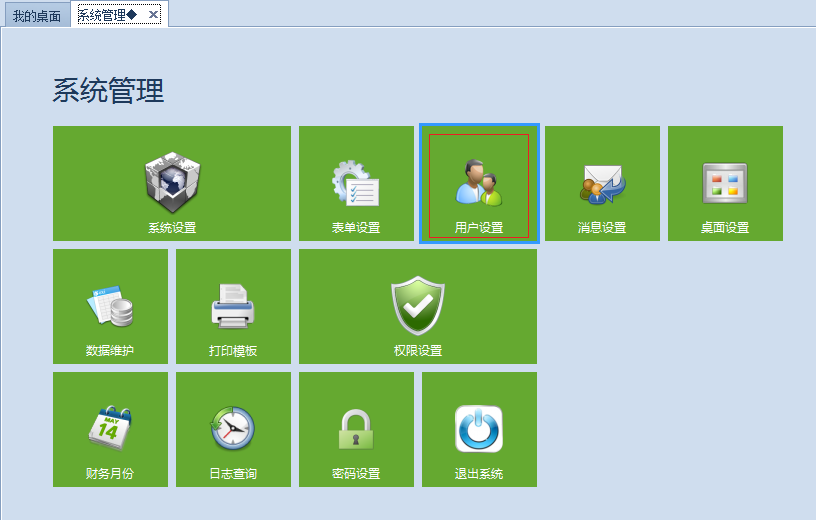 我的桌面
系统管理◆
系统管理
系统设置
表单设置
用户设置
消息设置
桌面设置
数据维护
打印模板
权限设置
MAY
14
财务月份
日志查询
密码设置
退出系统